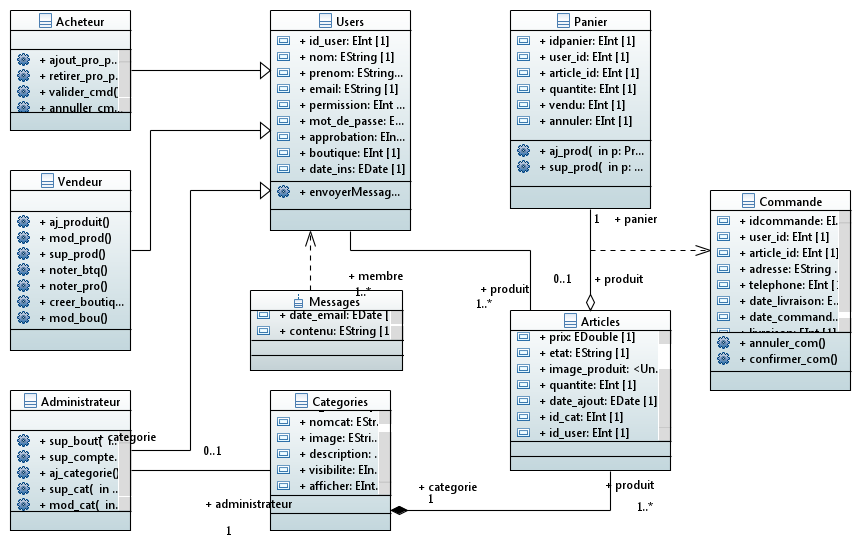 Acheteur
+ ajout_pro_p...
+ retirer_pro_p...
+ valider_cmd()
+ annuller_cm...
Users
+ id_user: EInt [1]
+ nom: EString [1]
+ prenom: EString...
+ email: EString [1]
+ permission: EInt ...
+ mot_de_passe: E...
+ approbation: EIn...
+ boutique: EInt [1]
+ date_ins: EDate [1]
+ envoyerMessag...
Panier
+ idpanier: EInt [1]
+ user_id: EInt [1]
+ article_id: EInt [1]
+ quantite: EInt [1]
+ vendu: EInt [1]
+ annuler: EInt [1]
+ aj_prod( in p: Pr...
+ sup_prod( in p: ...
Vendeur
+ aj_produit()
+ mod_prod()
+ sup_prod()
+ noter_btq()
+ noter_pro()
+ creer_boutiq...
+ mod_bou()
Commande
+ idcommande: EI...
+ user_id: EInt [1]
+ article_id: EInt [1]
+ adresse: EString ...
+ telephone: EInt [1
+ date_livraison: E...
+ date_command...
+ livraison: EInt [1]
+ annuler_com()
+ confirmer_com()
1 + panier
0..1 + produit
+ membre
1..*
+ produit
1..*
Messages
+ date_email: EDate [
+ contenu: EString [1
Articles
+ prix: EDouble [1]
+ etat: EString [1]
+ image_produit: <Un...
+ quantite: EInt [1]
+ date_ajout: EDate [1]
+ id_cat: EInt [1]
+ id_user: EInt [1]
Administrateur
+ sup_bout(
+ sup_compte...
+ aj_categorie()
+ sup_cat( in ...
+ mod_cat( in...
+ categorie
0..1
Categories
+ nomcat: EStr...
+ image: EStri...
+ description: ...
+ visibilite: EIn...
+ afficher: EInt...
+ administrateur
1
+ categorie
1
+ produit
1..*